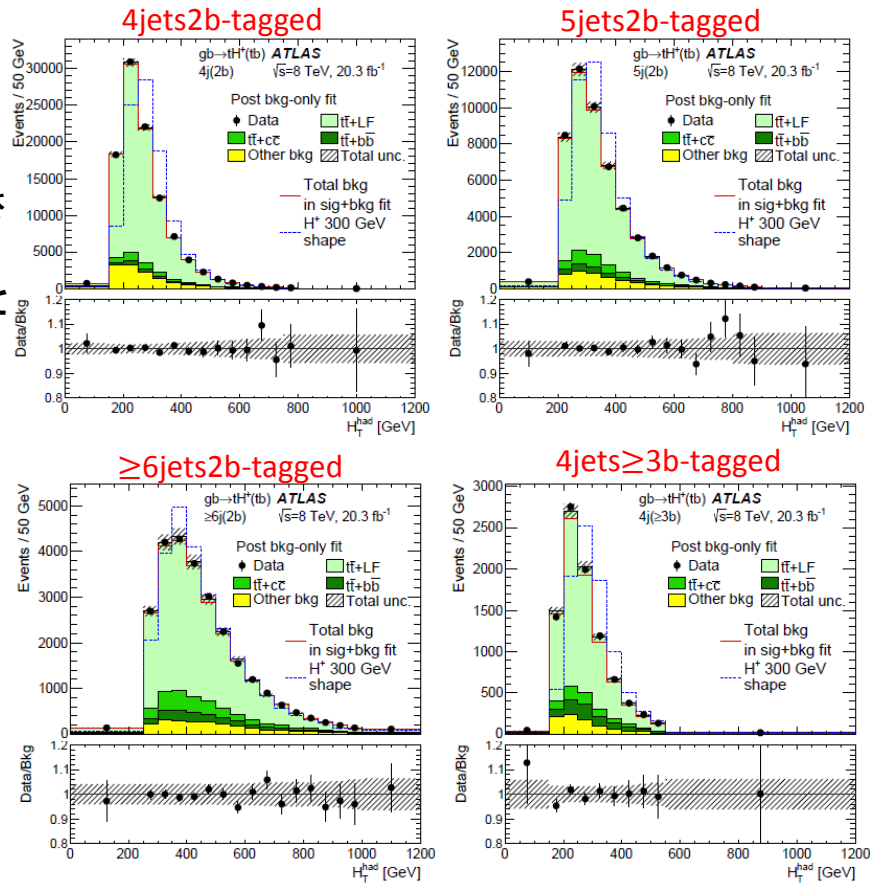 4jets2b-tagged
gb→tH⁺(tb) ATLAS
4j(2b) √s=8 TeV, 20.3 fb⁻¹
Post bkg-only fit
Data
tt̄+LF
tt̄+cc̄
tt̄+bb̄
Other bkg
Total unc.
Total bkg
in sig+bkg fit
H⁺ 300 GeV
shape
Events / 50 GeV
30000
25000
20000
15000
10000
5000
0
Data/Bkg
1.2
1.1
1.0
0.9
0.8
0 200 400 600 800 1000 1200
H_T^had [GeV]
5jets2b-tagged
gb→tH⁺(tb) ATLAS
5j(2b) √s=8 TeV, 20.3 fb⁻¹
Post bkg-only fit
Data
tt̄+LF
tt̄+cc̄
tt̄+bb̄
Other bkg
Total unc.
Total bkg
in sig+bkg fit
H⁺ 300 GeV
shape
Events / 50 GeV
12000
10000
8000
6000
4000
2000
0
Data/Bkg
1.2
1.1
1.0
0.9
0.8
0 200 400 600 800 1000 1200
H_T^had [GeV]
≥6jets2b-tagged
gb→tH⁺(tb) ATLAS
≥6j(2b) √s=8 TeV, 20.3 fb⁻¹
Post bkg-only fit
Data
tt̄+LF
tt̄+cc̄
tt̄+bb̄
Other bkg
Total unc.
Total bkg
in sig+bkg fit
H⁺ 300 GeV
shape
Events / 50 GeV
5000
4000
3000
2000
1000
0
Data/Bkg
1.2
1.1
1.0
0.9
0.8
0 200 400 600 800 1000 1200
H_T^had [GeV]
4jets≥3b-tagged
gb→tH⁺(tb) ATLAS
4j(≥3b) √s=8 TeV, 20.3 fb⁻¹
Post bkg-only fit
Data
tt̄+LF
tt̄+cc̄
tt̄+bb̄
Other bkg
Total unc.
Total bkg
in sig+bkg fit
H⁺ 300 GeV
shape
Events / 50 GeV
3000
2500
2000
1500
1000
500
0
Data/Bkg
1.2
1.1
1.0
0.9
0.8
0 200 400 600 800 1000 1200
H_T^had [GeV]